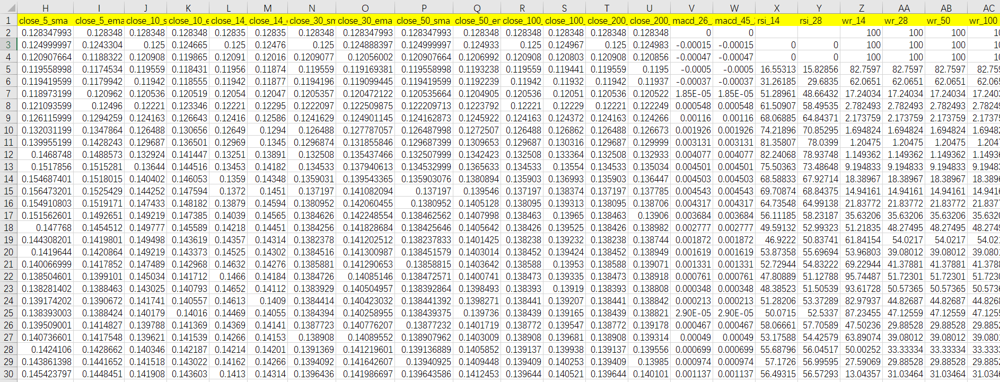 H I J K L M N O P Q R S T U V W X Y Z AA AB AC
1 close_5_sma close_5_ema close_10_s close_10_e close_14_ close_14_ close_30_sm close_30_ema close_50_sma close_50_em close_100_ close_100_ close_200_ close_200_ macd_26_ macd_45_ rsi_14 rsi_28 wr_14 wr_28 wr_50 wr_100
2 0.128347993 0.128348 0.128348 0.128348 0.12835 0.12835 0.128348 0.128347993 0.128347993 0.128348 0.128348 0.128348 0.128348 0.128348 0 0 100 100 100 10
3 0.124999997 0.1243304 0.125 0.124665 0.125 0.12476 0.125 0.124888397 0.124999997 0.124933 0.125 0.124967 0.125 0.124983 -0.00015 -0.00015 0 0 100 100 100 10
4 0.120907664 0.1188322 0.120908 0.119865 0.12091 0.12016 0.1209077 0.12056002 0.120907664 0.1206992 0.120908 0.120803 0.120908 0.120856 -0.00047 -0.00047 0 0 100 100 100 10
5 0.119558998 0.1174534 0.119559 0.118431 0.11956 0.11874 0.119559 0.119169381 0.119558998 0.1193238 0.119559 0.119441 0.119559 0.1195 -0.0005 -0.0005 16.55313 15.82856 82.7597 82.7597 82.7597 82.759
6 0.119419599 0.1179942 0.11942 0.118555 0.11942 0.11877 0.1194196 0.119099445 0.119419599 0.1192239 0.11942 0.11932 0.11942 0.11937 -0.00037 -0.00037 31.26185 29.6835 62.0651 62.0651 62.0651 62.065
7 0.118973199 0.120962 0.120536 0.120519 0.12054 0.12047 0.1205357 0.120472122 0.120535664 0.1204905 0.120536 0.12051 0.120536 0.120522 1.85E-05 1.85E-05 51.28961 48.66432 17.24034 17.24034 17.24034 17.2403
8 0.121093599 0.12496 0.12221 0.123346 0.12221 0.12295 0.1222097 0.122509875 0.122209713 0.1223792 0.12221 0.12229 0.12221 0.122249 0.000548 0.000548 61.50907 58.49535 2.782493 2.782493 2.782493 2.78249
9 0.126115999 0.1294259 0.124163 0.126643 0.12416 0.12586 0.1241629 0.124901145 0.124162873 0.1245922 0.124163 0.124372 0.124163 0.124266 0.00116 0.00116 68.06885 64.84371 2.173759 2.173759 2.173759 2.17375
10 0.132031199 0.1347864 0.126488 0.130656 0.12649 0.1294 0.126488 0.127787057 0.126487998 0.1272507 0.126488 0.126862 0.126488 0.126673 0.001926 0.001926 74.21896 70.85295 1.694824 1.694824 1.694824 1.69482
11 0.139955199 0.1428243 0.129687 0.136501 0.12969 0.1345 0.1296874 0.131855846 0.129687399 0.1309653 0.129687 0.130316 0.129687 0.129999 0.003131 0.003131 81.35807 78.0399 1.20475 1.20475 1.20475 1.204
12 0.1468748 0.1488573 0.132924 0.141447 0.13251 0.13891 0.132508 0.135437466 0.132507999 0.1342423 0.132508 0.133364 0.132508 0.132933 0.004077 0.004077 82.24068 78.93748 1.149362 1.149362 1.149362 1.14936
13 0.1517856 0.1515281 0.13644 0.144516 0.13453 0.14182 0.134533 0.137940613 0.134532999 0.1365633 0.134533 0.13554 0.134533 0.135034 0.004501 0.004501 75.50363 73.48648 9.194833 9.194833 9.194833 9.19483
14 0.154687401 0.1518015 0.140402 0.146053 0.1359 0.14348 0.1359031 0.139543365 0.135903076 0.1380894 0.135903 0.136993 0.135903 0.136447 0.004503 0.004503 68.58833 67.92714 18.38967 18.38967 18.38967 18.389
15 0.156473201 0.1525429 0.144252 0.147594 0.1372 0.1451 0.137197 0.141082094 0.137197 0.139546 0.137197 0.138374 0.137197 0.137785 0.004543 0.004543 69.70874 68.84375 14.94161 14.94161 14.94161 14.941
16 0.154910803 0.1519171 0.147433 0.148182 0.13879 0.14594 0.1380952 0.142060455 0.1380952 0.1405128 0.138095 0.139313 0.138095 0.138706 0.004317 0.004317 64.73548 64.99138 21.83772 21.83772 21.83772 21.837
17 0.151562601 0.1492651 0.149219 0.147385 0.14039 0.14565 0.1384626 0.142248554 0.138462562 0.1407998 0.138463 0.13965 0.138463 0.13906 0.003684 0.003684 56.11185 58.23187 35.63206 35.63206 35.63206 35.632
18 0.147768 0.1454512 0.149777 0.145589 0.14218 0.14451 0.1384256 0.141828684 0.138425646 0.1405642 0.138426 0.139525 0.138426 0.138982 0.002777 0.002777 49.59132 52.99323 51.21835 48.27495 48.27495 48.274
19 0.144308201 0.1419801 0.149498 0.143619 0.14357 0.14314 0.1382378 0.141202512 0.138237833 0.1401425 0.138238 0.139232 0.138238 0.138744 0.001872 0.001872 46.9222 50.83741 61.84154 54.0217 54.0217 54.02
20 0.1419644 0.1420864 0.149219 0.143373 0.14525 0.14302 0.1384516 0.141300987 0.138451579 0.1403014 0.138452 0.139424 0.138452 0.138949 0.001619 0.001619 53.87358 55.69694 53.96803 39.08012 39.08012 39.080
21 0.140066999 0.1417852 0.147489 0.142968 0.14632 0.14276 0.1385881 0.141290653 0.13858815 0.1403642 0.138588 0.13953 0.138588 0.139071 0.001331 0.001331 52.72944 54.83222 69.22944 41.37881 41.37881 41.378
22 0.138504601 0.1399101 0.145034 0.141712 0.1466 0.14184 0.1384726 0.14085146 0.138472571 0.1400741 0.138473 0.139335 0.138473 0.138918 0.000761 0.000761 47.80889 51.12788 95.74487 51.72301 51.72301 51.723
23 0.138281402 0.1388463 0.143025 0.140793 0.14652 0.14112 0.1383929 0.140504957 0.138392864 0.1398493 0.138393 0.13919 0.138393 0.138808 0.000348 0.000348 48.38523 51.50539 93.61728 50.57365 50.57365 50.573
24 0.139174202 0.1390672 0.141741 0.140557 0.14613 0.1409 0.1384414 0.140423032 0.138441392 0.1398271 0.138441 0.139207 0.138441 0.138842 0.000213 0.000213 51.28206 53.37289 82.97937 44.82687 44.82687 44.826
25 0.138393003 0.1388424 0.140179 0.14016 0.14469 0.14055 0.1384394 0.140258955 0.138439375 0.139736 0.138439 0.139165 0.138439 0.138821 2.90E-05 2.90E-05 50.0715 52.5337 87.23455 47.12559 47.12559 47.125
26 0.139509001 0.1414827 0.139788 0.141369 0.14369 0.14141 0.1387723 0.140776207 0.13877232 0.1401719 0.138772 0.139547 0.138772 0.139178 0.000467 0.000467 58.06661 57.70589 47.50236 29.88528 29.88528 29.885
27 0.140736601 0.1417548 0.139621 0.141539 0.14266 0.14153 0.138908 0.14089552 0.138907962 0.1403009 0.138908 0.139681 0.138908 0.139314 0.00049 0.00049 53.17588 54.42579 63.89074 39.08012 39.08012 39.080
28 0.1424106 0.1428662 0.140346 0.142187 0.14214 0.14201 0.1391369 0.141219601 0.139136889 0.1405852 0.139137 0.139938 0.139137 0.139556 0.000699 0.000699 55.68796 56.04517 50.00252 33.33334 33.33334 33.333
29 0.143861398 0.1441652 0.141518 0.143022 0.14162 0.14266 0.1394092 0.141642607 0.13940925 0.1409448 0.139409 0.140253 0.139409 0.13985 0.000974 0.000974 57.1726 56.99595 27.59069 29.88528 29.88528 29.885
30 0.145423797 0.1448451 0.141908 0.143603 0.1413 0.14314 0.1396436 0.141986697 0.139643586 0.1412453 0.139644 0.140521 0.139644 0.140101 0.001137 0.001137 56.49315 56.57293 13.04357 31.03464 31.03464 31.034